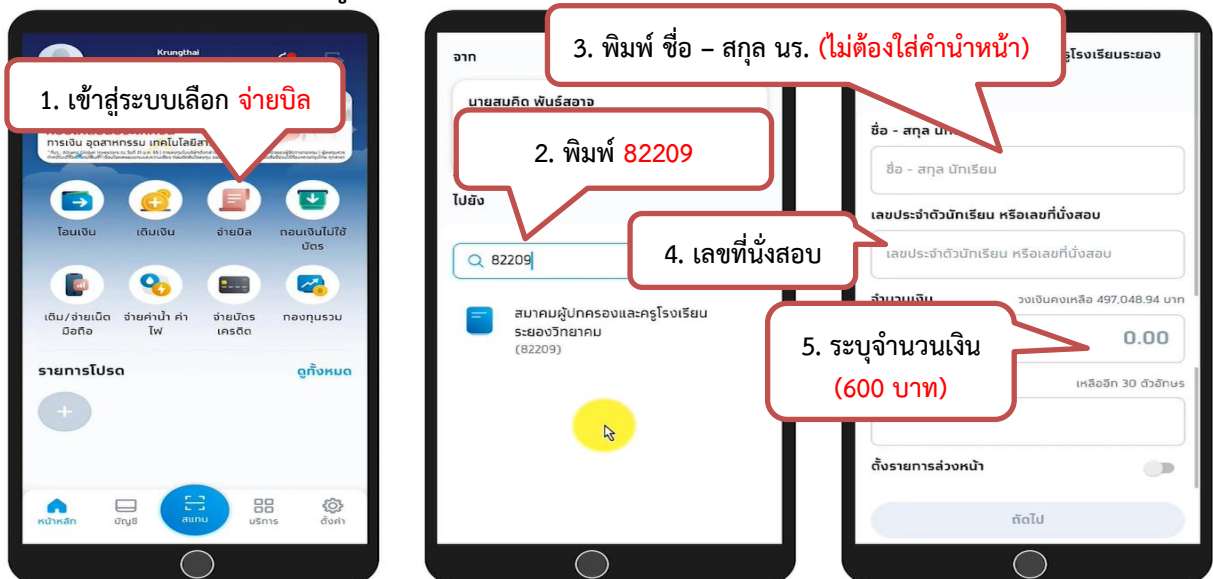 Krungthai
1. เข้าสู่ระบบเลือก จ่ายบิล
การเงิน อุตสาหกรรม เทคโนโลยีสา
โอนเงิน
เติมเงิน
จ่ายบิล
ถอนเงินไม่ใช้
บัตร
เติม/จ่ายเน็ต
มือถือ
จ่ายค่าน้ำ ค่า
ไฟ
จ่ายบัตร
เครดิต
กองทุนรวม
รายการโปรด
ดูทั้งหมด
หน้าหลัก
บัญชี
สแกน
บริการ
ตั้งค่า
จาก
นายสมคิด พันธ์สอาจ
2. พิมพ์ 82209
ไปยัง
82209
สมาคมผู้ปกครองและครูโรงเรียน
ระยองวิทยาคม
(82209)
3. พิมพ์ ชื่อ – สกุล นร. (ไม่ต้องใส่คำนำหน้า)
รูโรงเรียนระยอง
ชื่อ - สกุล นัก
ชื่อ - สกุล นักเรียน
เลขประจำตัวนักเรียน หรือเลขที่นั่งสอบ
4. เลขที่นั่งสอบ
เลขประจำตัวนักเรียน หรือเลขที่นั่งสอบ
จำนวนเงิน
วงเงินคงเหลือ 497,048.94 บาท
5. ระบุจำนวนเงิน
(600 บาท)
0.00
เหลืออีก 30 ตัวอักษร
ตั้งรายการล่วงหน้า
ถัดไป